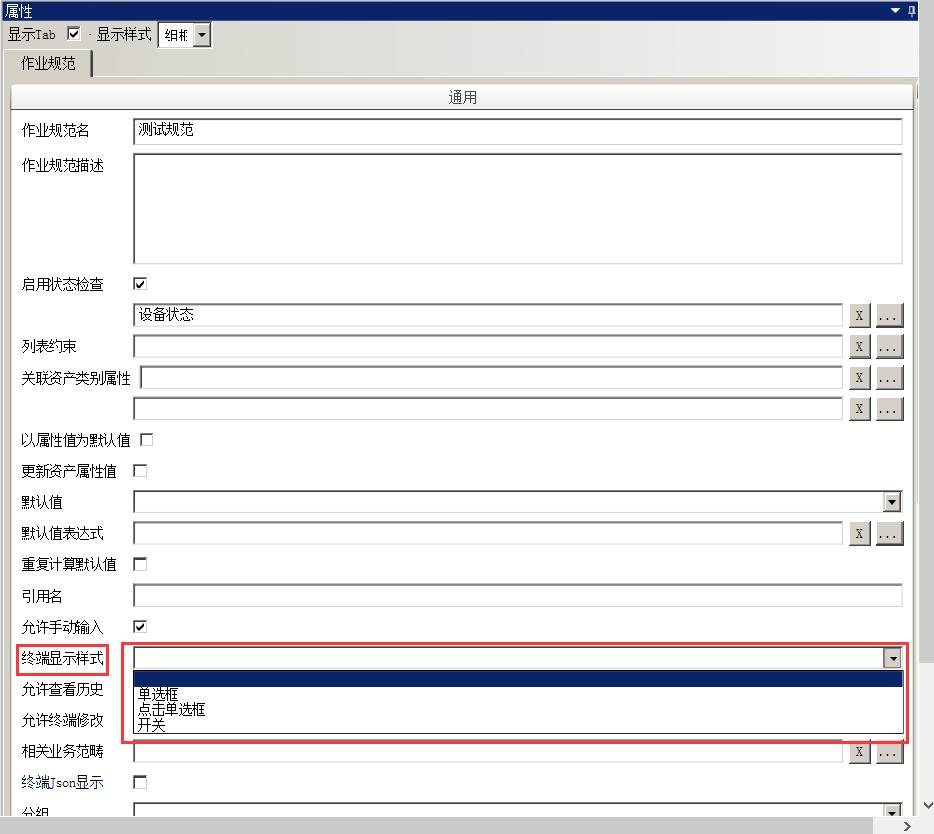 属性
显示Tab 显示样式 细粒
作业规范
通用
作业规范名 测试规范
作业规范描述
启用状态检查
设备状态 X ...
列表约束 X ...
关联资产类别属性 X ...
X ...
以属性值为默认值
更新资产属性值
默认值
默认值表达式 X ...
重复计算默认值
引用名
允许手动输入
终端显示样式
允许查看历史 单选框
点击单选框
允许终端修改 开关
相关业务范畴 X ...
终端Json显示
分组